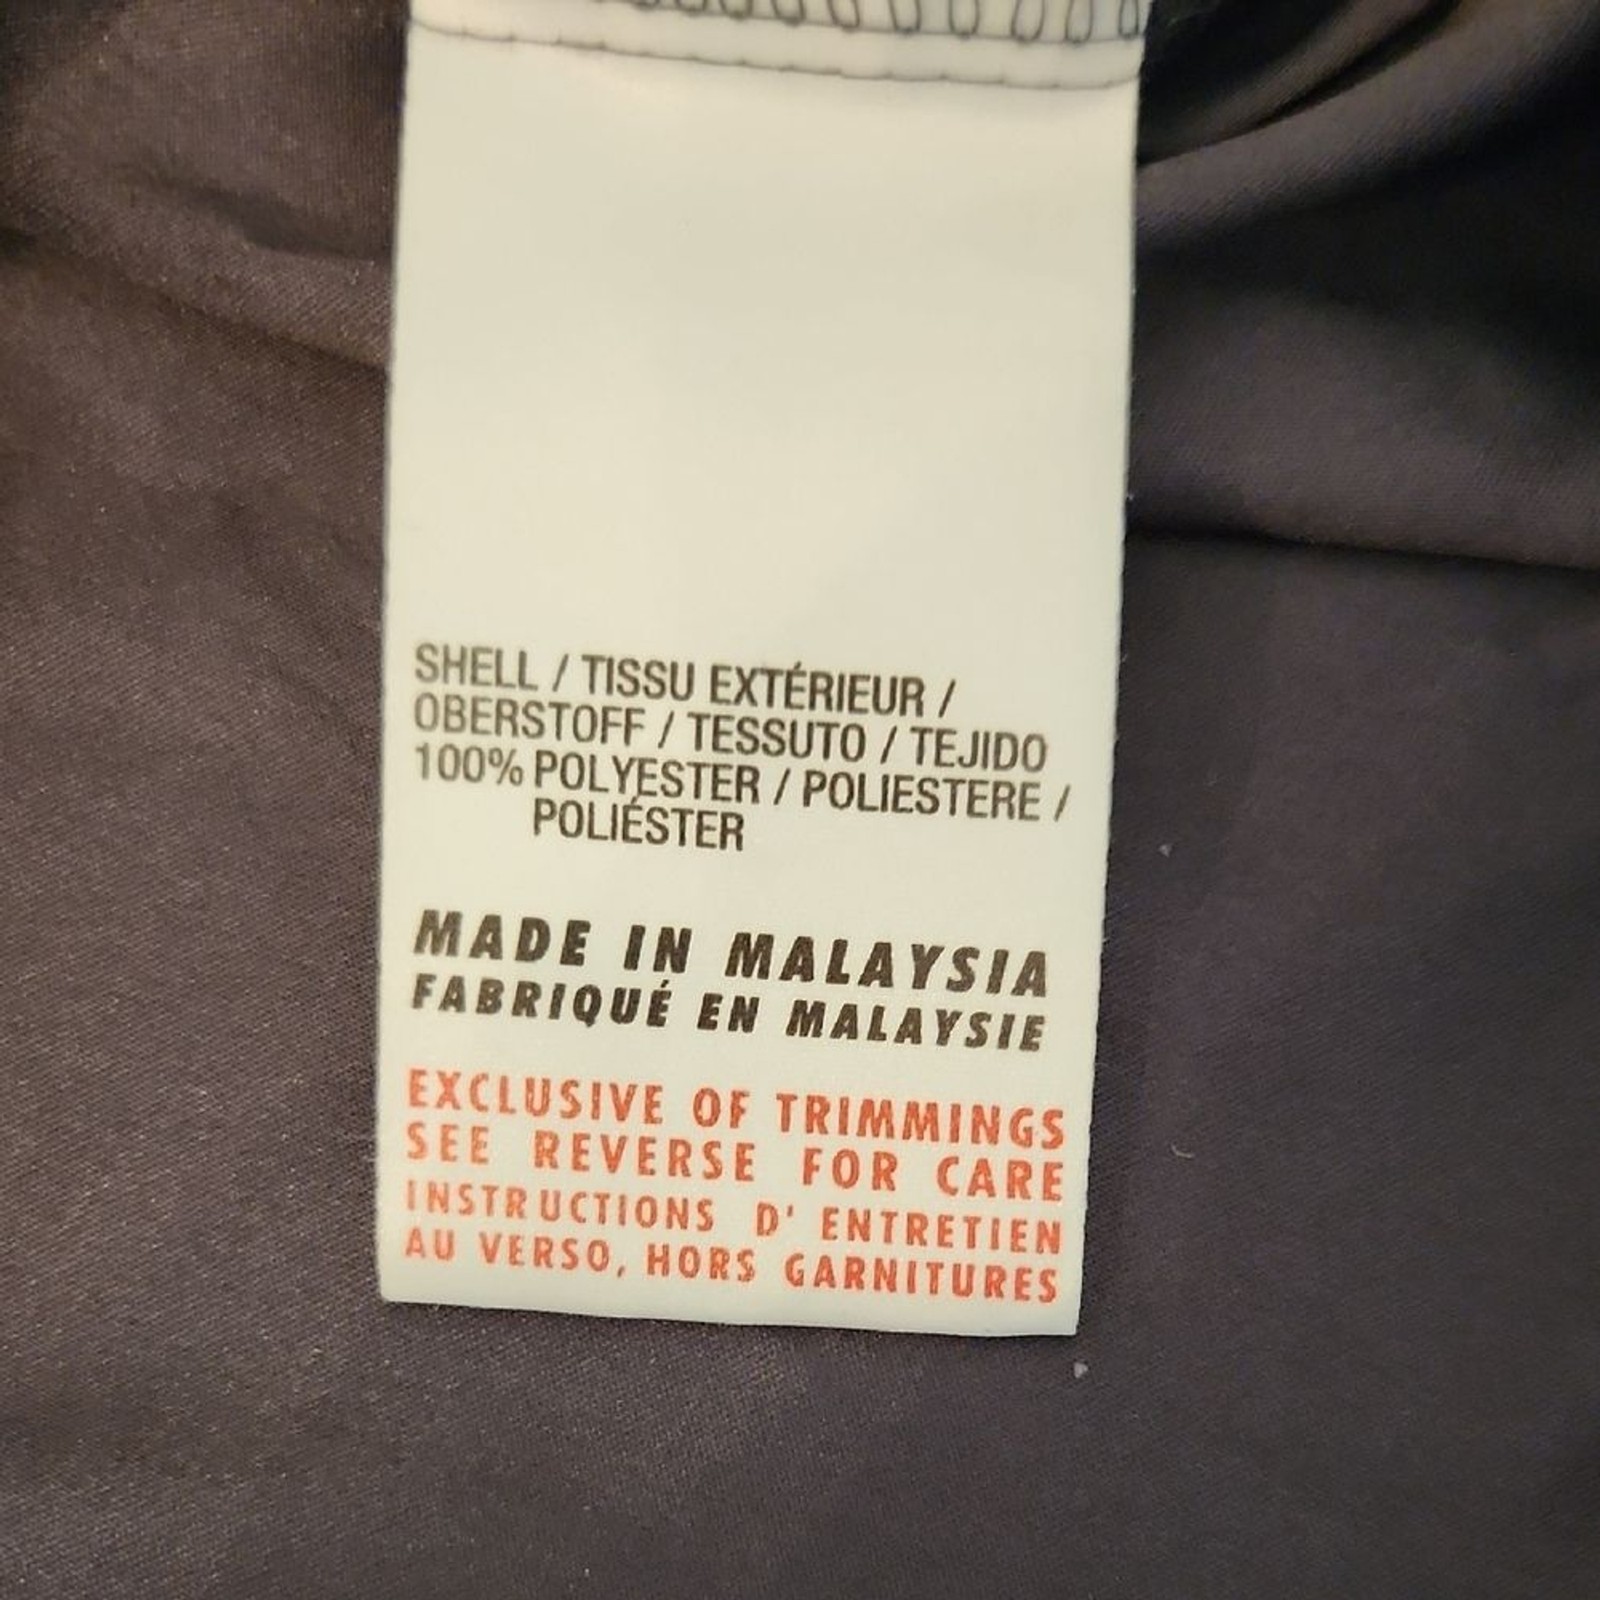 SHELL / TISSU EXTÉRIEUR /
OBERSTOFF / TESSUTO / TEJIDO
100% POLYESTER / POLIESTERE /
POLIÉSTER
MADE IN MALAYSIA
FABRIQUÉ EN MALAYSIE
EXCLUSIVE OF TRIMMINGS
SEE REVERSE FOR CARE
INSTRUCTIONS D' ENTRETIEN
AU VERSO, HORS GARNITURES